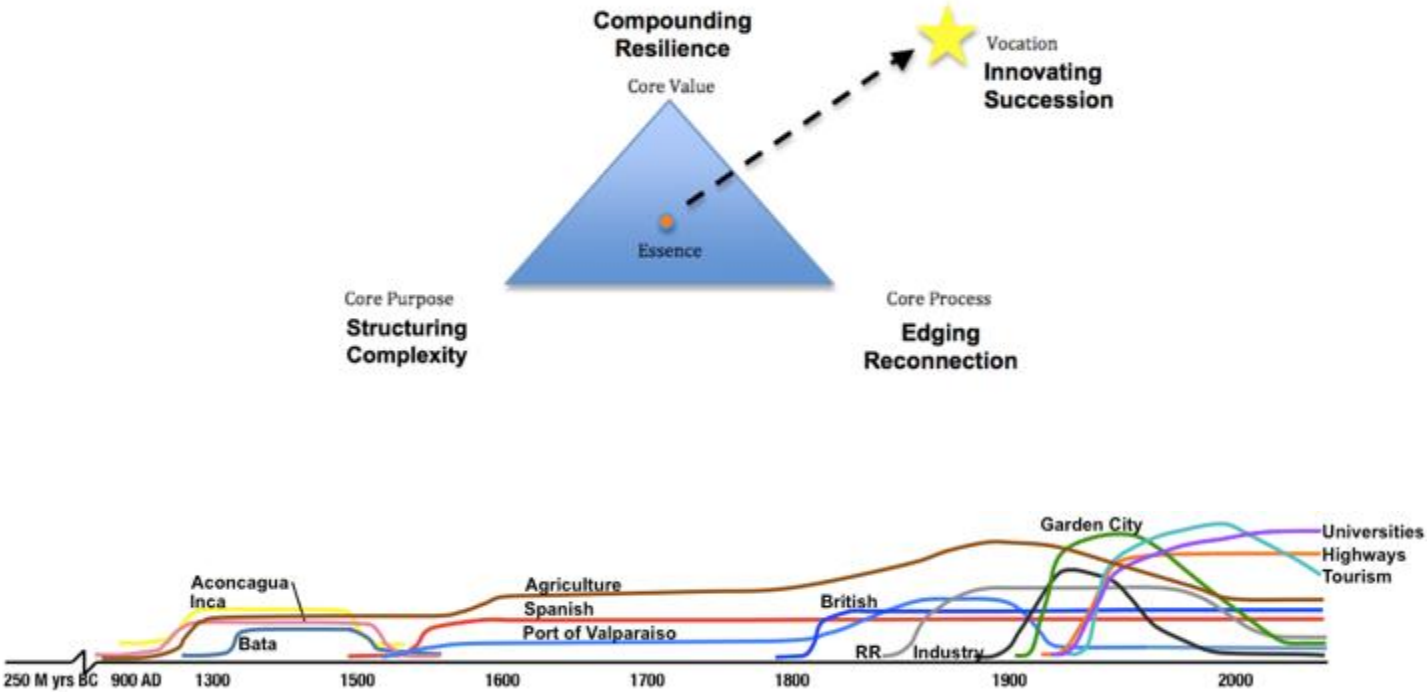 Compounding
Resilience
Core Value
Vocation
Innovating
Succession
Essence
Core Purpose
Structuring
Complexity
Core Process
Edging
Reconnection
Garden City
Universities
Highways
Tourism
Aconcagua
Inca
Bata
Agriculture
Spanish
Port of Valparaiso
British
RR
Industry
250 M yrs BC 900 AD 1300 1500 1600 1700 1800 1900 2000